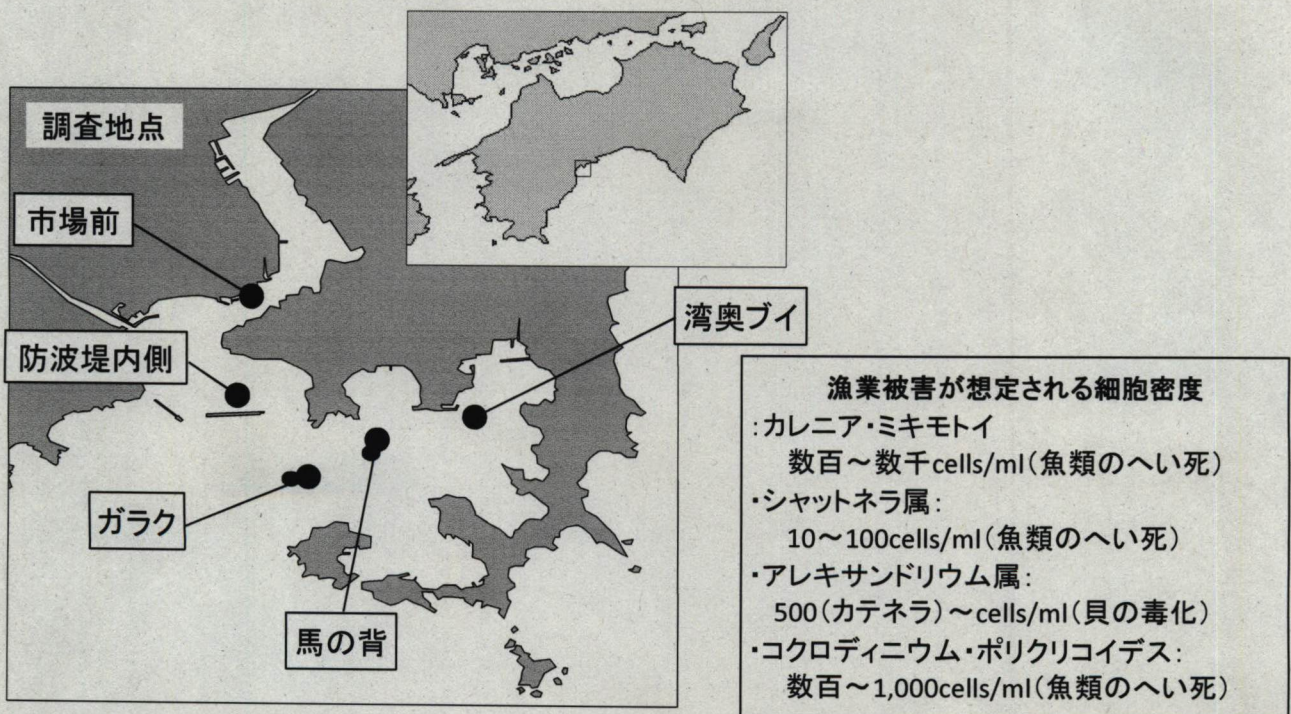 調査地点
市場前
防波堤内側
ガラク
馬の背
湾奥ブイ
漁業被害が想定される細胞密度
:カレニア・ミキモトイ
数百~数千cells/ml(魚類のへい死)
・シャットネラ属:
10~100cells/ml(魚類のへい死)
・アレキサンドリウム属:
500(カテネラ)~cells/ml(貝の毒化)
・コクロディニウム・ポリクリコイデス:
数百~1,000cells/ml(魚類のへい死)